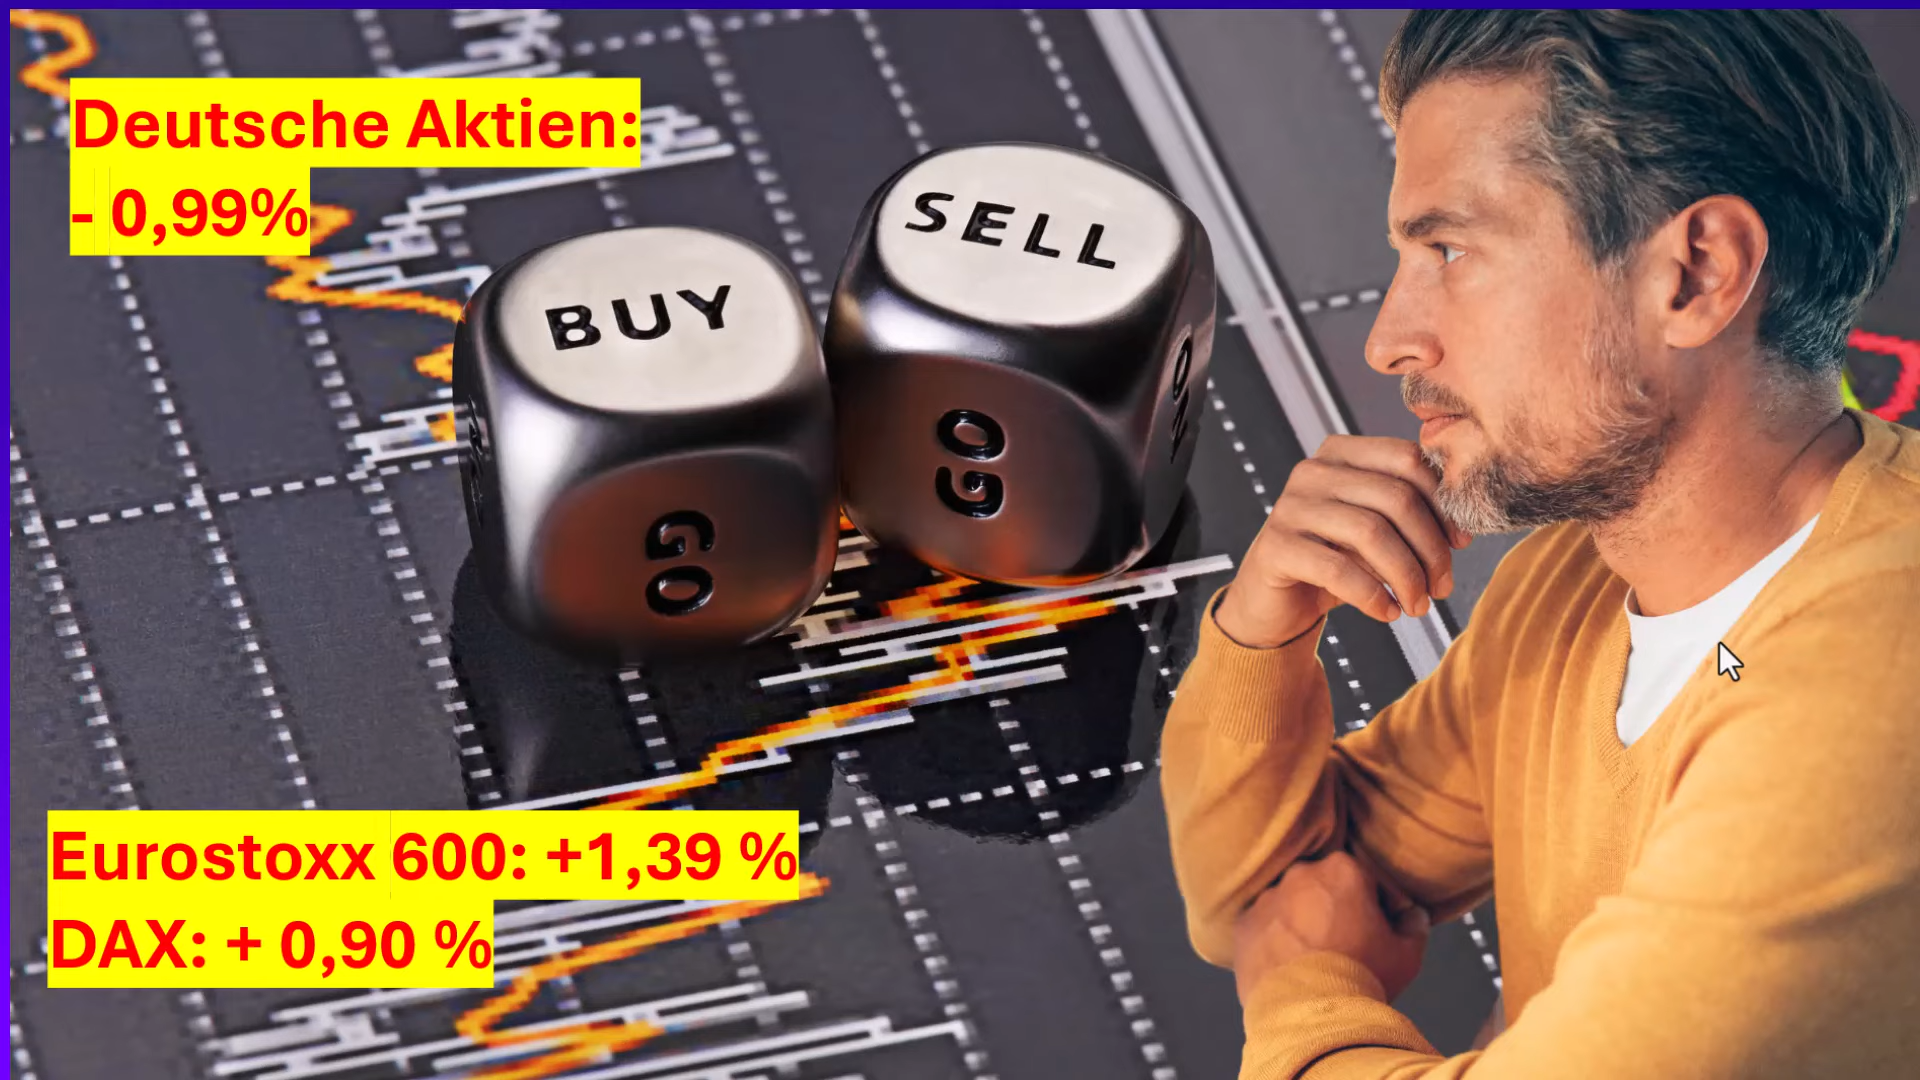 Deutsche Aktien:
- 0,99%
BUY
SELL
GO
GO
Eurostoxx 600: +1,39 %
DAX: + 0,90 %